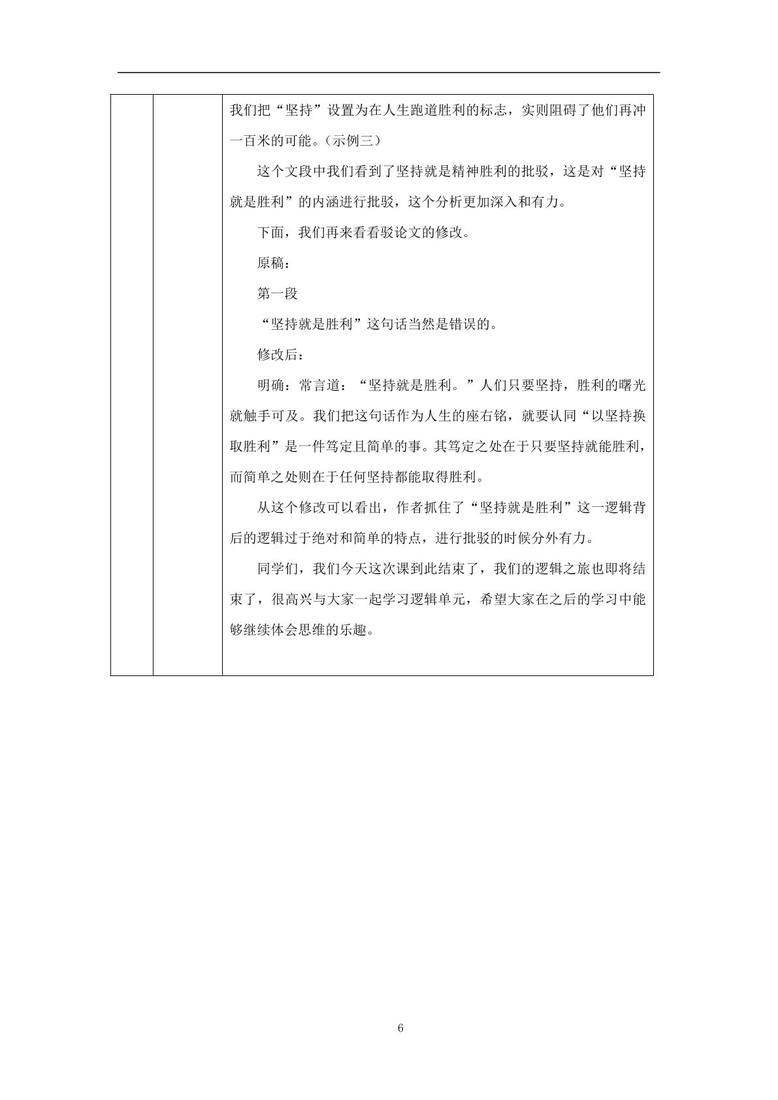 我们把“坚持”设置为在人生跑道胜利的标志，实则阻碍了他们再冲
一百米的可能。（示例三）
这个文段中我们看到了坚持就是精神胜利的批驳，这是对“坚持
就是胜利”的内涵进行批驳，这个分析更加深入和有力。
下面，我们再来看看驳论文的修改。
原稿：
第一段
“坚持就是胜利”这句话当然是错误的。
修改后：
明确：常言道：“坚持就是胜利。”人们只要坚持，胜利的曙光
就触手可及。我们把这句话作为人生的座右铭，就要认同“以坚持换
取胜利”是一件笃定且简单的事。其笃定之处在于只要坚持就能胜利，
而简单之处则在于任何坚持都能取得胜利。
从这个修改可以看出，作者抓住了“坚持就是胜利”这一逻辑背
后的逻辑过于绝对和简单的特点，进行批驳的时候分外有力。
同学们，我们今天这次课到此结束了，我们的逻辑之旅也即将结
束了，很高兴与大家一起学习逻辑单元，希望大家在之后的学习中能
够继续体会思维的乐趣。
6